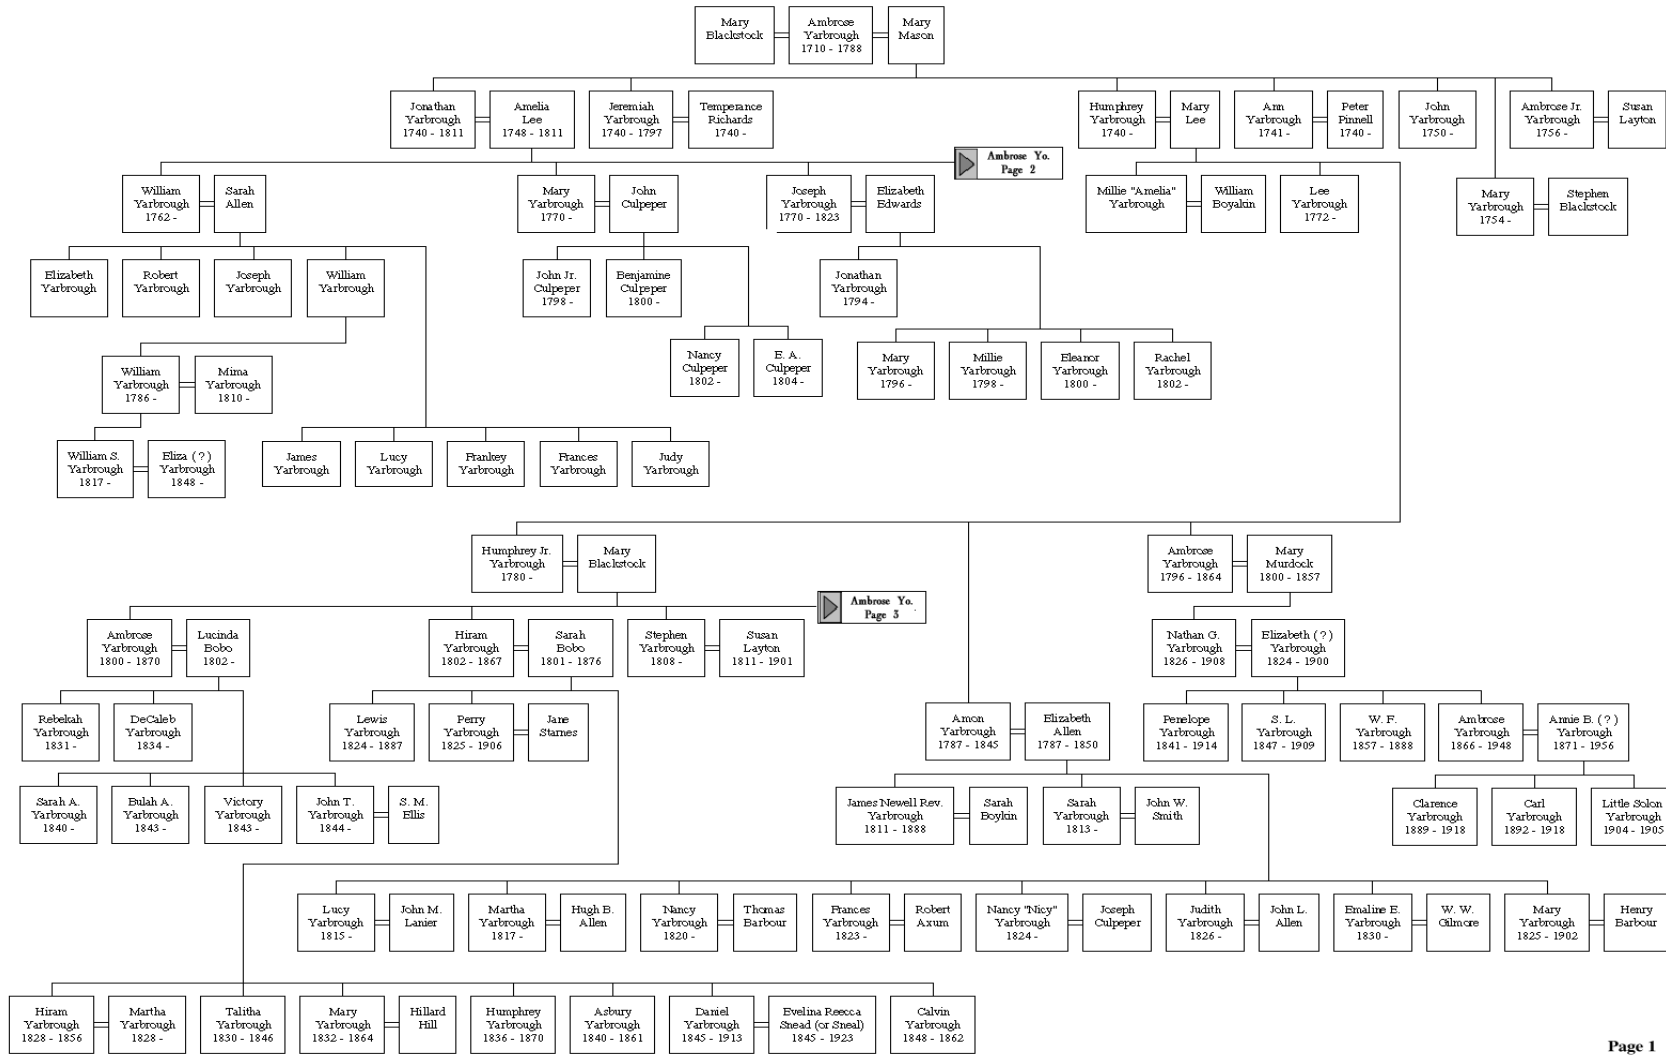 Mary
Blackstock
Ambrose
Yarbrough
1710 - 1788
Mary
Mason
Jonathan
Yarbrough
1740 - 1811
Amelia
Lee
1748 - 1811
Jeremiah
Yarbrough
1740 - 1797
Temperance
Richards
1740 -
Humphrey
Yarbrough
1740 -
Mary
Lee
Ann
Yarbrough
1741 -
Peter
Pinnell
1740 -
John
Yarbrough
1750 -
Ambrose Jr.
Yarbrough
1756 -
Susan
Layton
Ambrose Yo.
Page 2
William
Yarbrough
1762 -
Sarah
Allen
Mary
Yarbrough
1770 -
John
Culpeper
Joseph
Yarbrough
1770 - 1823
Elizabeth
Edwards
Millie "Amelia"
Yarbrough
William
Boyakin
Lee
Yarbrough
1772 -
Mary
Yarbrough
1754 -
Stephen
Blackstock
Elizabeth
Yarbrough
Robert
Yarbrough
Joseph
Yarbrough
William
Yarbrough
John Jr.
Culpeper
1798 -
Benjamine
Culpeper
1800 -
Jonathan
Yarbrough
1794 -
Nancy
Culpeper
1802 -
E. A.
Culpeper
1804 -
Mary
Yarbrough
1796 -
Millie
Yarbrough
1798 -
Eleanor
Yarbrough
1800 -
Rachel
Yarbrough
1802 -
William
Yarbrough
1786 -
Mima
Yarbrough
1810 -
William S.
Yarbrough
1817 -
Eliza (?)
Yarbrough
1848 -
James
Yarbrough
Lucy
Yarbrough
Frankey
Yarbrough
Frances
Yarbrough
Judy
Yarbrough
Humphrey Jr.
Yarbrough
1780 -
Mary
Blackstock
Ambrose
Yarbrough
1796 - 1864
Mary
Murdock
1800 - 1857
Ambrose Yo.
Page 3
Ambrose
Yarbrough
1800 - 1870
Lucinda
Bobo
1802 -
Hiram
Yarbrough
1802 - 1867
Sarah
Bobo
1801 - 1876
Stephen
Yarbrough
1808 -
Susan
Layton
1811 - 1901
Nathan G.
Yarbrough
1826 - 1908
Elizabeth (?)
Yarbrough
1824 - 1900
Rebekah
Yarbrough
1831 -
DeCaleb
Yarbrough
1834 -
Lewis
Yarbrough
1824 - 1887
Perry
Yarbrough
1825 - 1906
Jane
Starnes
Amon
Yarbrough
1787 - 1845
Elizabeth
Allen
1787 - 1850
Penelope
Yarbrough
1841 - 1914
S. L.
Yarbrough
1847 - 1909
W. F.
Yarbrough
1857 - 1888
Ambrose
Yarbrough
1866 - 1948
Annie B. (?)
Yarbrough
1871 - 1956
Sarah A.
Yarbrough
1840 -
Bulah A.
Yarbrough
1843 -
Victory
Yarbrough
1843 -
John T.
Yarbrough
1844 -
S. M.
Ellis
James Newell Rev.
Yarbrough
1811 - 1888
Sarah
Boykin
Sarah
Yarbrough
1813 -
John W.
Smith
Clarence
Yarbrough
1889 - 1918
Carl
Yarbrough
1892 - 1918
Little Solon
Yarbrough
1904 - 1905
Lucy
Yarbrough
1815 -
John M.
Lanier
Martha
Yarbrough
1817 -
Hugh B.
Allen
Nancy
Yarbrough
1820 -
Thomas
Barbour
Frances
Yarbrough
1823 -
Robert
Axum
Nancy "Nicy"
Yarbrough
1824 -
Joseph
Culpeper
Judith
Yarbrough
1826 -
John L.
Allen
Emaline E.
Yarbrough
1830 -
W. W.
Gilmore
Mary
Yarbrough
1825 - 1902
Henry
Barbour
Hiram
Yarbrough
1828 - 1856
Martha
Yarbrough
1828 -
Talitha
Yarbrough
1830 - 1846
Mary
Yarbrough
1832 - 1864
Hillard
Hill
Humphrey
Yarbrough
1836 - 1870
Asbury
Yarbrough
1840 - 1861
Daniel
Yarbrough
1845 - 1913
Evelina Reecca
Snead (or Sneal)
1845 - 1923
Calvin
Yarbrough
1848 - 1862
Page 1